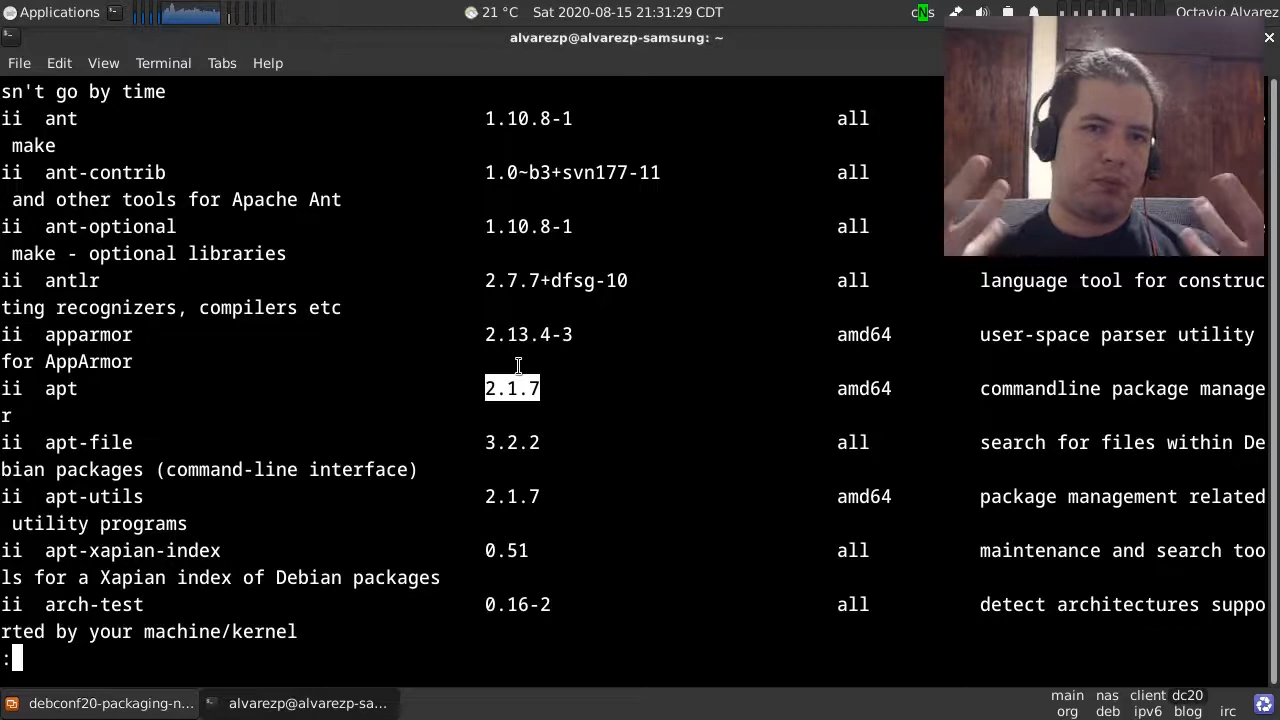 Applications 21 °C Sat 2020-08-15 21:31:29 CDT cNs Octavio Alvarez
alvarezp@alvarezp-samsung: ~
File Edit View Terminal Tabs Help
sn't go by time
ii ant 1.10.8-1 all
make
ii ant-contrib 1.0~b3+svn177-11 all
and other tools for Apache Ant
ii ant-optional 1.10.8-1 all
make - optional libraries
ii antlr 2.7.7+dfsg-10 all language tool for construc
ting recognizers, compilers etc
ii apparmor 2.13.4-3 amd64 user-space parser utility
for AppArmor
ii apt 2.1.7 amd64 commandline package manage
r
ii apt-file 3.2.2 all search for files within De
bian packages (command-line interface)
ii apt-utils 2.1.7 amd64 package management related
utility programs
ii apt-xapian-index 0.51 all maintenance and search too
ls for a Xapian index of Debian packages
ii arch-test 0.16-2 all detect architectures suppo
rted by your machine/kernel
:
debconf20-packaging-n... alvarezp@alvarezp-sa... main nas client dc20
org deb ipv6 blog irc